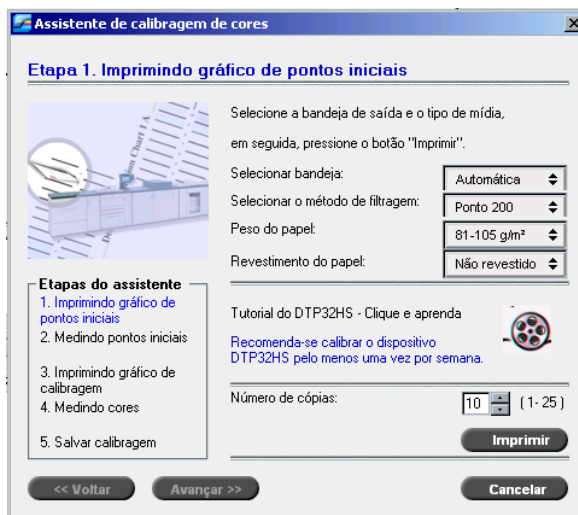 Assistente de calibragem de cores
Etapa 1. Imprimindo gráfico de pontos iniciais
Selecione a bandeja de saída e o tipo de mídia,
em seguida, pressione o botão "Imprimir".
Selecionar bandeja:
Automática
Selecionar o método de filtragem:
Ponto 200
Peso do papel:
81-105 g/m²
Revestimento do papel:
Não revestido
Etapas do assistente
1. Imprimindo gráfico de
pontos iniciais
2. Medindo pontos iniciais
3. Imprimindo gráfico de
calibragem
4. Medindo cores
5. Salvar calibragem
Tutorial do DTP32HS - Clique e aprenda
Recomenda-se calibrar o dispositivo
DTP32HS pelo menos uma vez por semana.
Número de cópias:
10
(1-25)
Imprimir
<< Voltar
Avançar >>
Cancelar